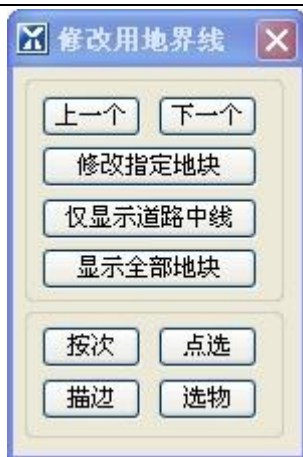 修改用地界线
上一个 下一个
修改指定地块
仅显示道路中线
显示全部地块
按次 点选
描边 选物